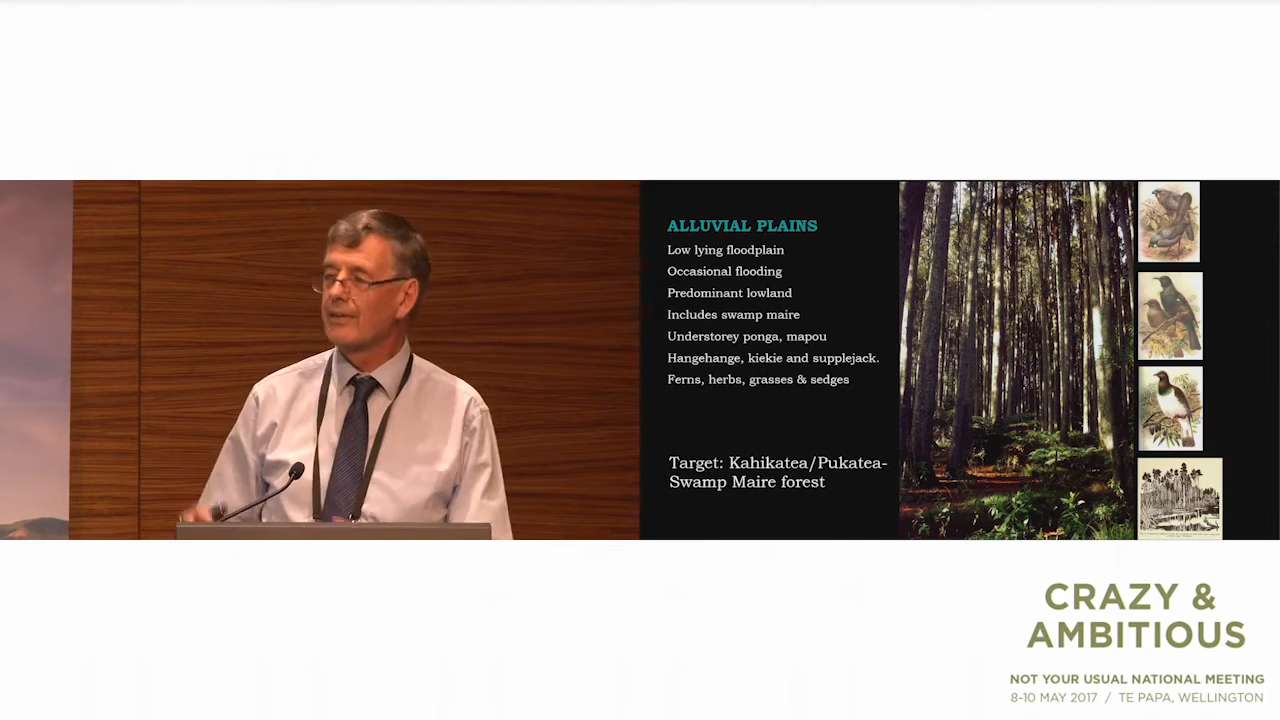 ALLUVIAL PLAINS
Low lying floodplain
Occasional flooding
Predominant lowland
Includes swamp maire
Understorey ponga, mapou
Hangehange, kiekie and supplejack.
Ferns, herbs, grasses & sedges
Target: Kahikatea/Pukatea-
Swamp Maire forest
CRAZY &
AMBITIOUS
NOT YOUR USUAL NATIONAL MEETING
8-10 MAY 2017 / TE PAPA, WELLINGTON